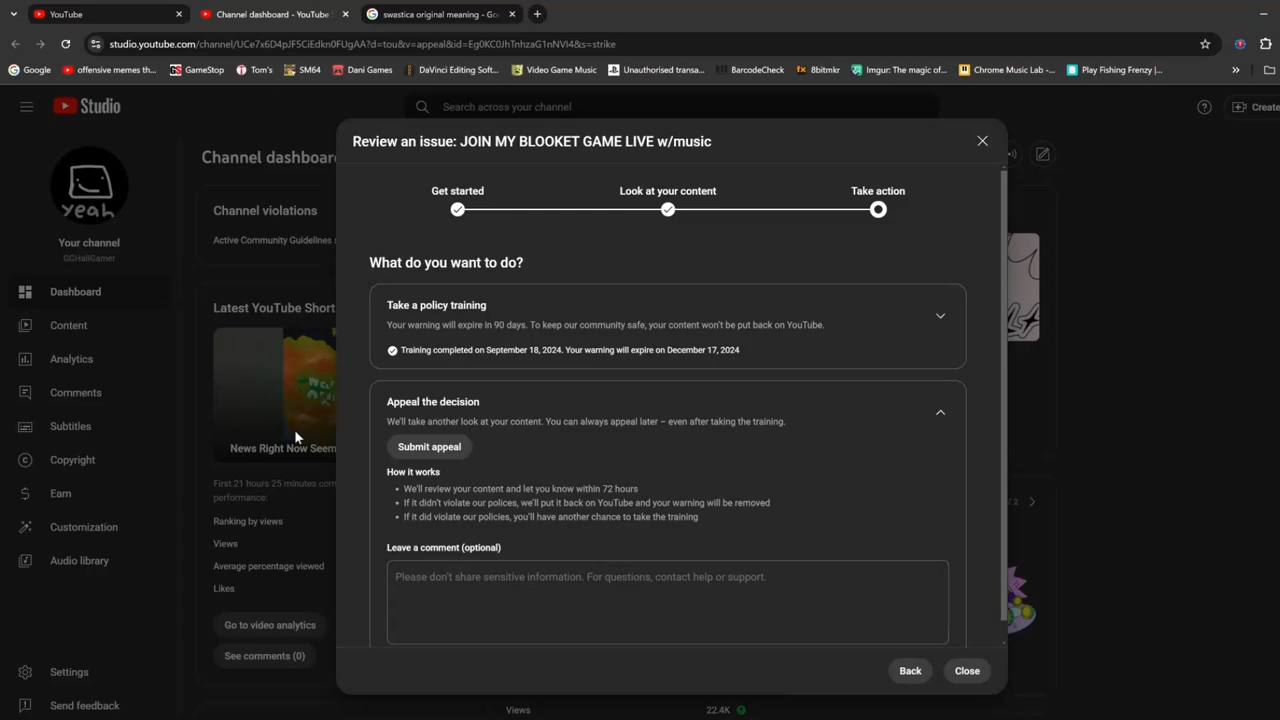 YouTube
Channel dashboard - YouTube
swastica original meaning - Go
studio.youtube.com/channel/UCe7x6D4pJF5CiEdkn0FUgAA?d=tou&v=appeal&id=Eg0KC0JhTnhzaG1nNVI4&s=strike
Google offensive memes th... GameStop Tom's SM64 Dani Games DaVinci Editing Soft... Video Game Music Unauthorised transa... BarcodeCheck 8bitmkr Imgur: The magic of... Chrome Music Lab -... Play Fishing Frenzy |...
Studio
Search across your channel
Create
Channel dashboar
yeah
Your channel
GGHallGamer
Dashboard
Content
Analytics
Comments
Subtitles
Copyright
Earn
Customization
Audio library
Settings
Send feedback
Channel violations
Active Community Guidelines s
Latest YouTube Short
News Right Now Seem
First 21 hours 25 minutes com
performance:
Ranking by views
Views
Average percentage viewed
Likes
Go to video analytics
See comments (0)
Review an issue: JOIN MY BLOOKET GAME LIVE w/music
Get started
Look at your content
Take action
What do you want to do?
Take a policy training
Your warning will expire in 90 days. To keep our community safe, your content won't be put back on YouTube.
Training completed on September 18, 2024. Your warning will expire on December 17, 2024
Appeal the decision
We'll take another look at your content. You can always appeal later – even after taking the training.
Submit appeal
How it works
• We'll review your content and let you know within 72 hours
• If it didn't violate our polices, we'll put it back on YouTube and your warning will be removed
• If it did violate our policies, you'll have another chance to take the training
Leave a comment (optional)
Please don't share sensitive information. For questions, contact help or support.
Back
Close
/ 2
Views
22.4K